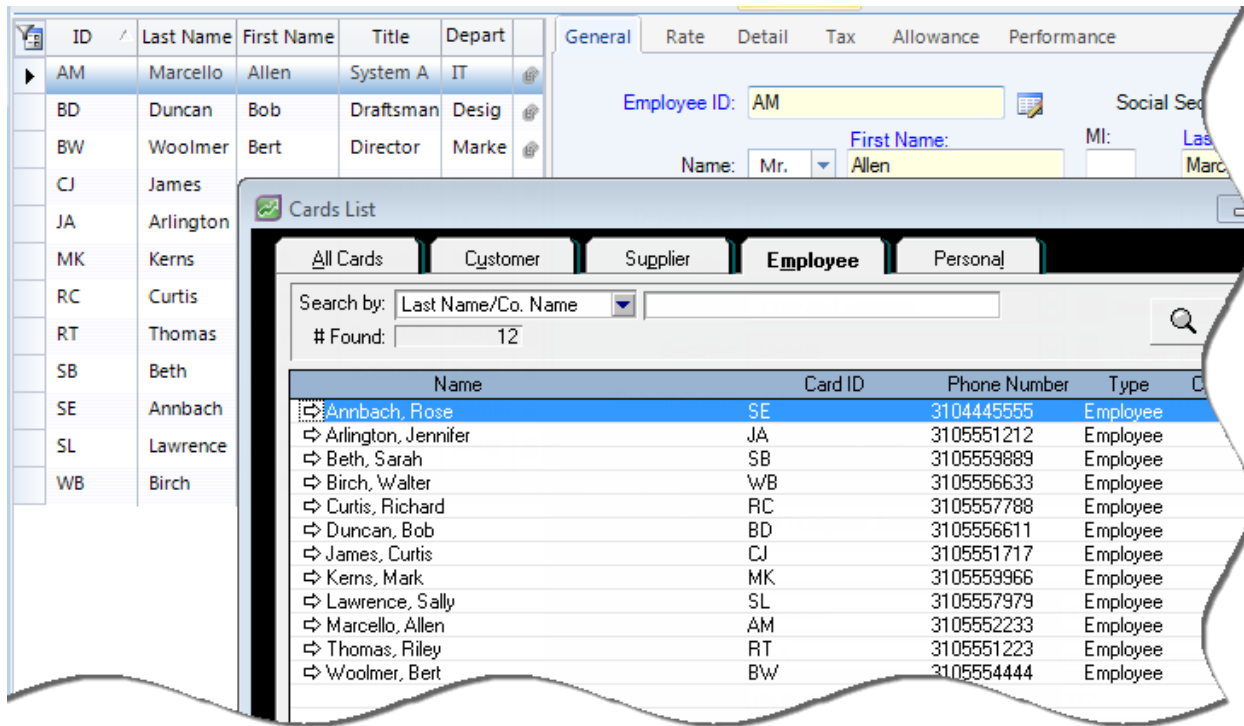 ID Last Name First Name Title Depart
AM Marcello Allen System A IT
BD Duncan Bob Draftsman Desig
BW Woolmer Bert Director Marke
CJ James
JA Arlington
MK Kerns
RC Curtis
RT Thomas
SB Beth
SE Annbach
SL Lawrence
WB Birch
General Rate Detail Tax Allowance Performance
Employee ID: AM Social Sec
First Name: MI: Las
Name: Mr. Allen Marc
Cards List
All Cards Customer Supplier Employee Personal
Search by: Last Name/Co. Name
# Found: 12
Name Card ID Phone Number Type C
Annbach, Rose SE 3104445555 Employee
Arlington, Jennifer JA 3105551212 Employee
Beth, Sarah SB 3105559889 Employee
Birch, Walter WB 3105556633 Employee
Curtis, Richard RC 3105557788 Employee
Duncan, Bob BD 3105556611 Employee
James, Curtis CJ 3105551717 Employee
Kerns, Mark MK 3105559966 Employee
Lawrence, Sally SL 3105557979 Employee
Marcello, Allen AM 3105552233 Employee
Thomas, Riley RT 3105551223 Employee
Woolmer, Bert BW 3105554444 Employee